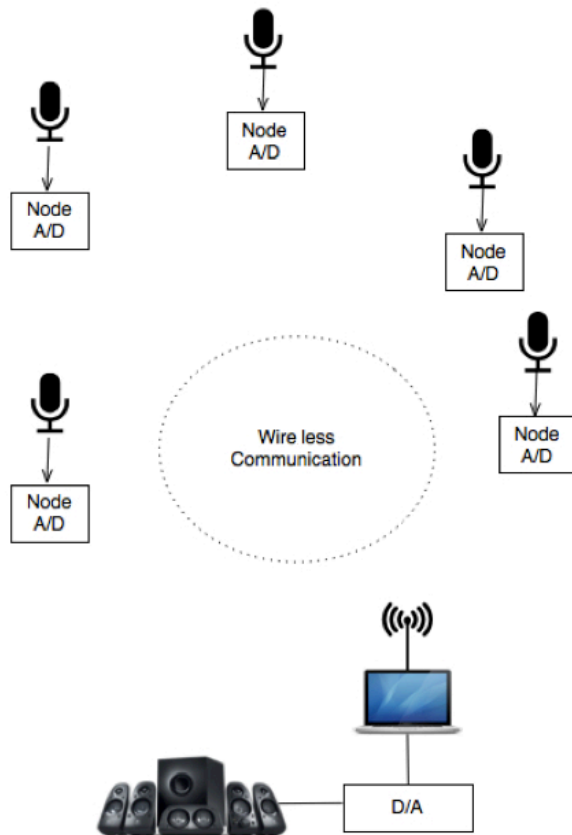 Node
A/D
Node
A/D
Node
A/D
Node
A/D
Wire less
Communication
Node
A/D
D/A